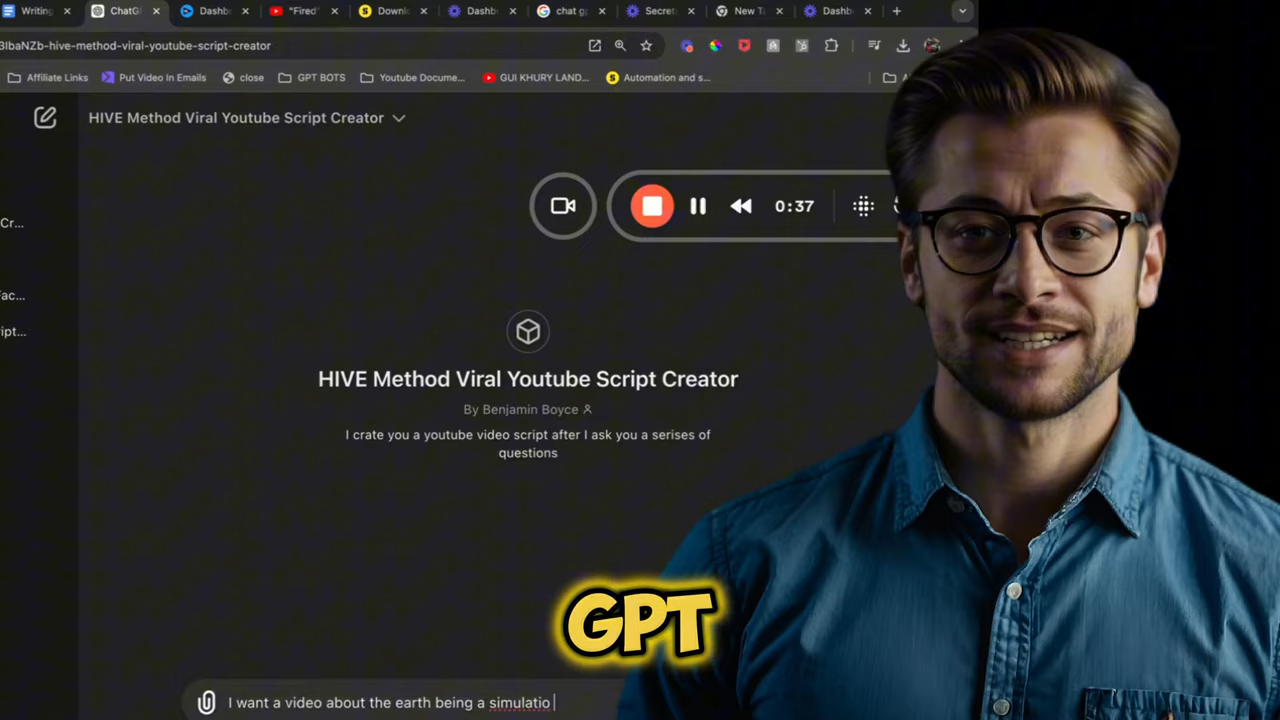 Writing
ChatG
Dashb
"Fired"
Downl
Dashb
chat g
Secret
New T
Dashb
3lbaNZb-hive-method-viral-youtube-script-creator
Affiliate Links
Put Video In Emails
close
GPT BOTS
Youtube Docume...
GUI KHURY LAND...
Automation and s...
HIVE Method Viral Youtube Script Creator
0:37
Cr...
Fac...
ipt...
HIVE Method Viral Youtube Script Creator
By Benjamin Boyce
I crate you a youtube video script after I ask you a serises of
questions
GPT
I want a video about the earth being a simulatio